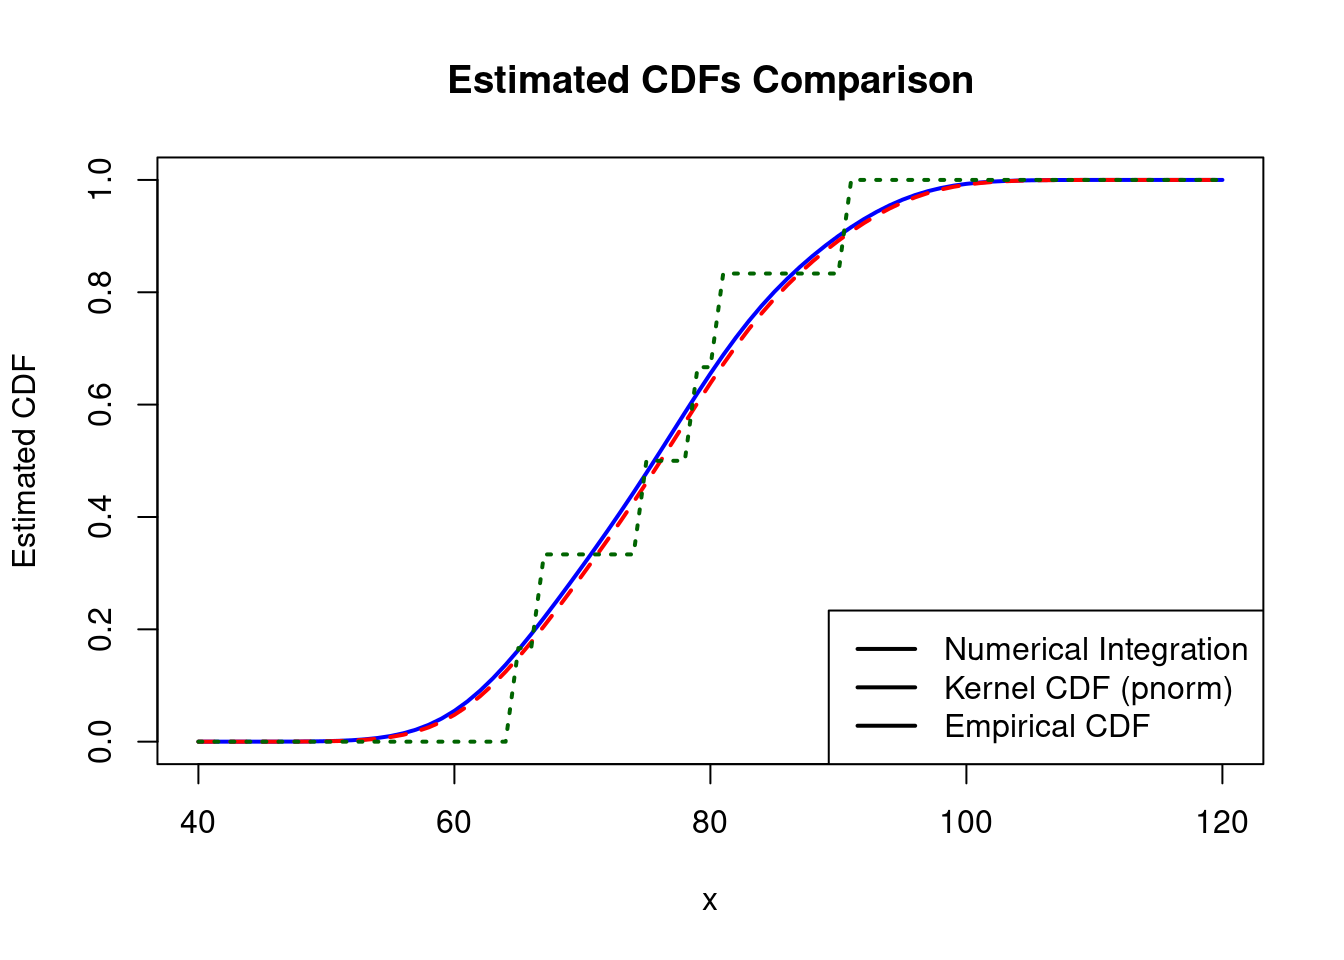 Estimated CDFs Comparison
Estimated CDF
1.0
0.8
0.6
0.4
0.2
0.0
Numerical Integration
Kernel CDF (pnorm)
Empirical CDF
40 60 80 100 120
x